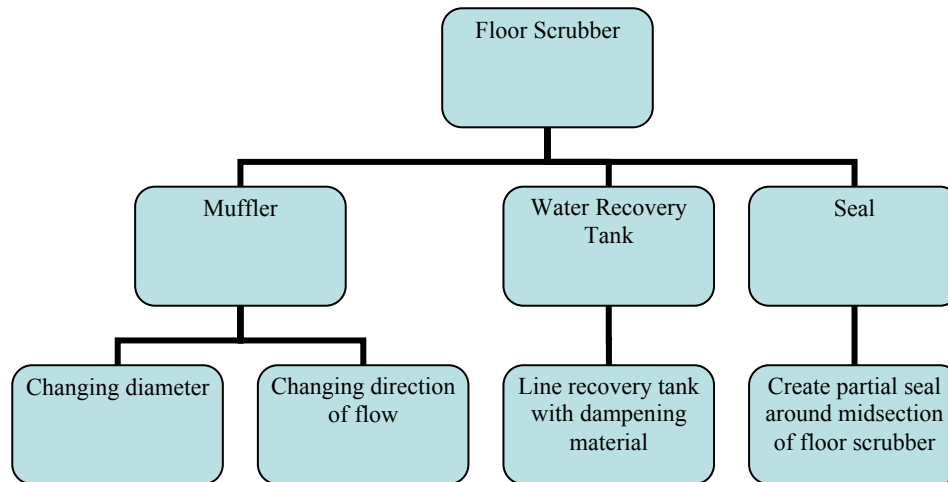 Floor Scrubber
Muffler
Water Recovery
Tank
Seal
Changing diameter
Changing direction
of flow
Line recovery tank
with dampening
material
Create partial seal
around midsection
of floor scrubber